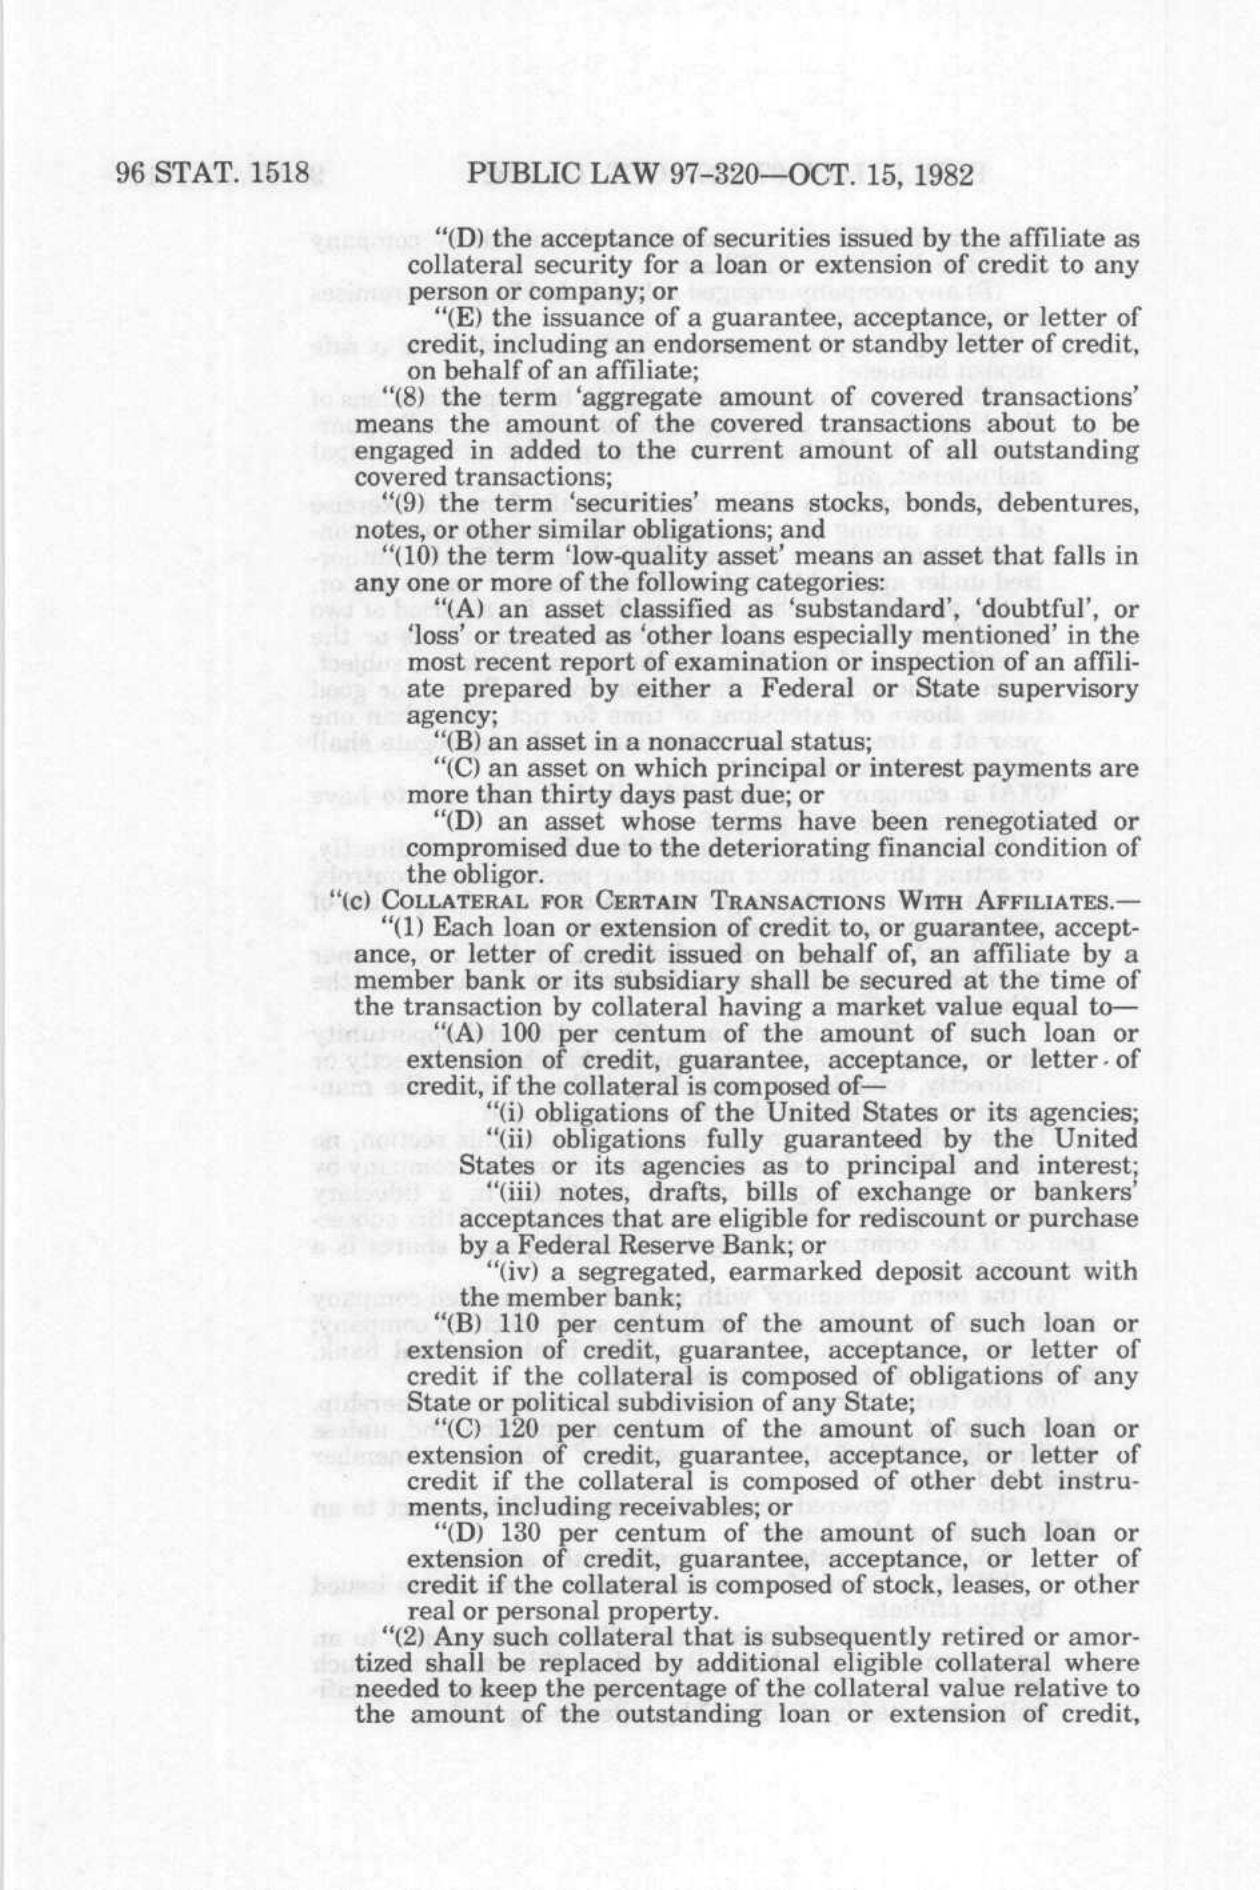 96 STAT. 1518 PUBLIC LAW 97-320—OCT. 15, 1982
“(D) the acceptance of securities issued by the affiliate as
collateral security for a loan or extension of credit to any
person or company; or
“(E) the issuance of a guarantee, acceptance, or letter of
credit, including an endorsement or standby letter of credit,
on behalf of an affiliate;
“(8) the term ‘aggregate amount of covered transactions’
means the amount of the covered transactions about to be
engaged in added to the current amount of all outstanding
covered transactions;
“(9) the term ‘securities’ means stocks, bonds, debentures,
notes, or other similar obligations; and
“(10) the term ‘low-quality asset’ means an asset that falls in
any one or more of the following categories:
“(A) an asset classified as ‘substandard’, ‘doubtful’, or
‘loss’ or treated as ‘other loans especially mentioned’ in the
most recent report of examination or inspection of an affili-
ate prepared by either a Federal or State supervisory
agency;
“(B) an asset in a nonaccrual status;
“(C) an asset on which principal or interest payments are
more than thirty days past due; or
“(D) an asset whose terms have been renegotiated or
compromised due to the deteriorating financial condition of
the obligor.
“(c) COLLATERAL FOR CERTAIN TRANSACTIONS WITH AFFILIATES.—
“(1) Each loan or extension of credit to, or guarantee, accept-
ance, or letter of credit issued on behalf of, an affiliate by a
member bank or its subsidiary shall be secured at the time of
the transaction by collateral having a market value equal to—
“(A) 100 per centum of the amount of such loan or
extension of credit, guarantee, acceptance, or letter of
credit, if the collateral is composed of—
“(i) obligations of the United States or its agencies;
“(ii) obligations fully guaranteed by the United
States or its agencies as to principal and interest;
“(iii) notes, drafts, bills of exchange or bankers’
acceptances that are eligible for rediscount or purchase
by a Federal Reserve Bank; or
“(iv) a segregated, earmarked deposit account with
the member bank;
“(B) 110 per centum of the amount of such loan or
extension of credit, guarantee, acceptance, or letter of
credit if the collateral is composed of obligations of any
State or political subdivision of any State;
“(C) 120 per centum of the amount of such loan or
extension of credit, guarantee, acceptance, or letter of
credit if the collateral is composed of other debt instru-
ments, including receivables; or
“(D) 130 per centum of the amount of such loan or
extension of credit, guarantee, acceptance, or letter of
credit if the collateral is composed of stock, leases, or other
real or personal property.
“(2) Any such collateral that is subsequently retired or amor-
tized shall be replaced by additional eligible collateral where
needed to keep the percentage of the collateral value relative to
the amount of the outstanding loan or extension of credit,